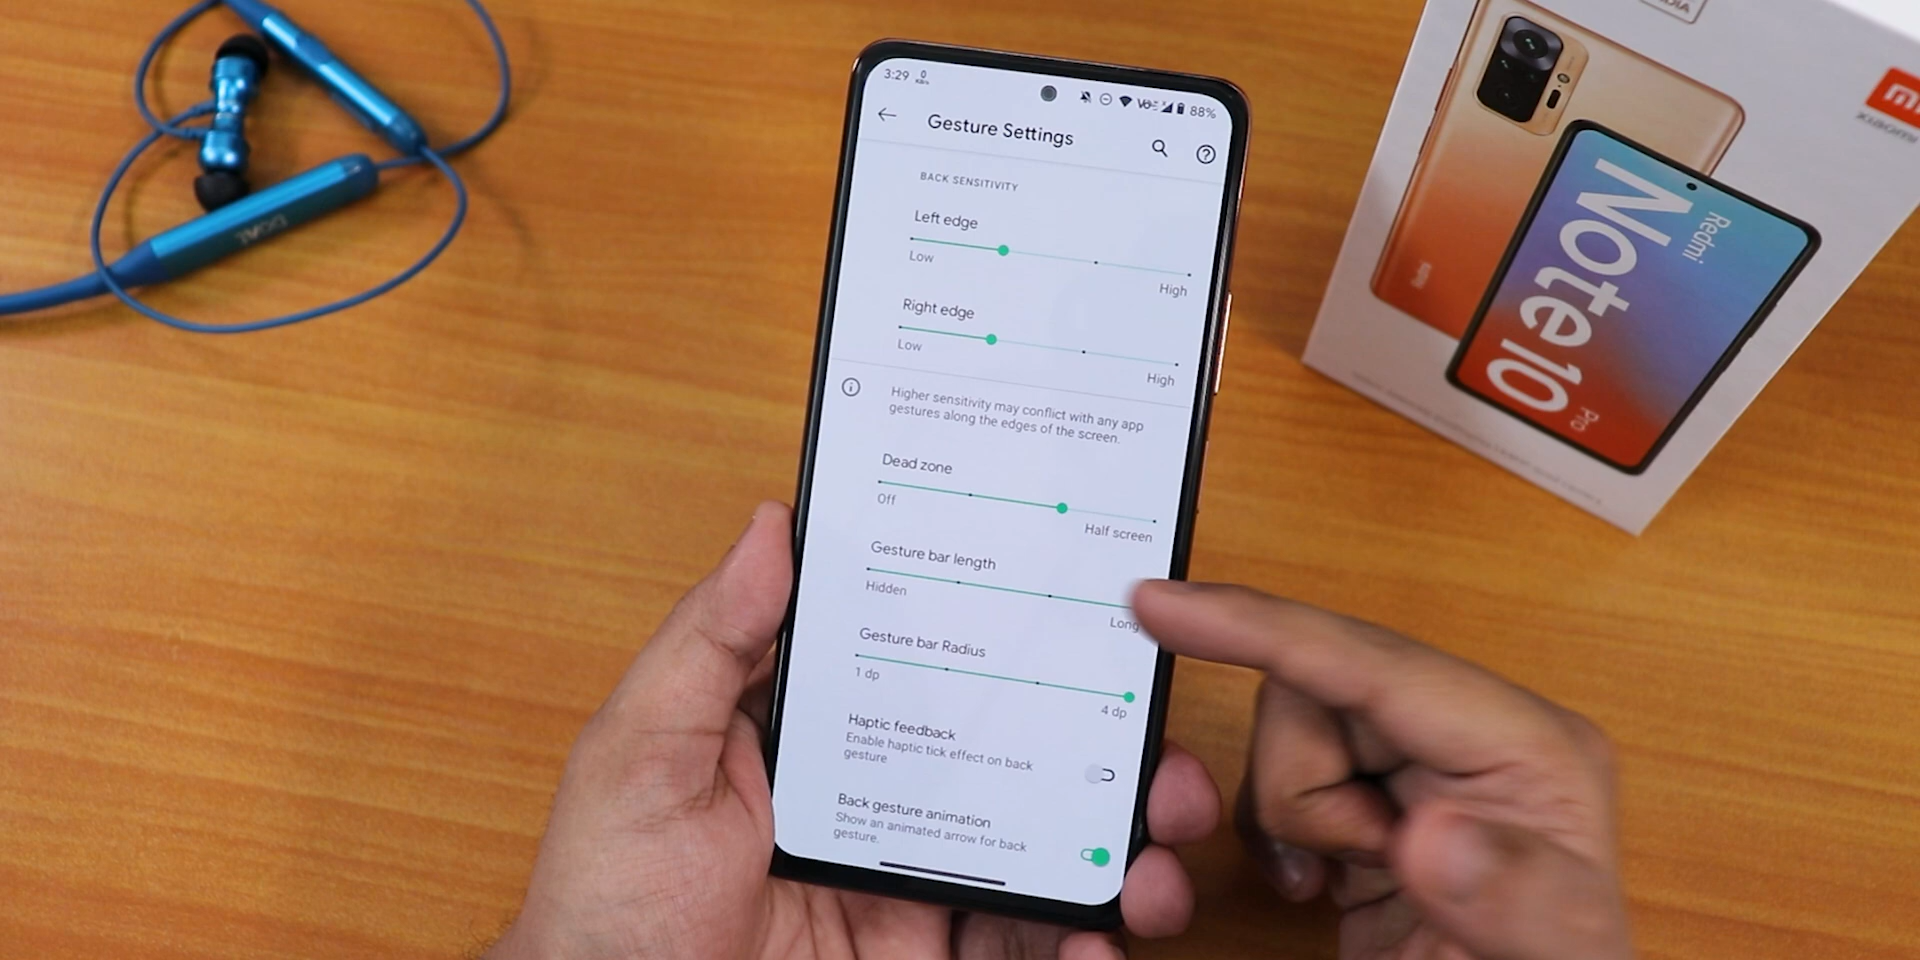 3:29 0 KB/s
88%
Gesture Settings
BACK SENSITIVITY
Left edge
Low
High
Right edge
Low
High
Higher sensitivity may conflict with any app
gestures along the edges of the screen.
Dead zone
Off
Half screen
Gesture bar length
Hidden
Long
Gesture bar Radius
1 dp
4 dp
Haptic feedback
Enable haptic tick effect on back
gesture
Back gesture animation
Show an animated arrow for back
gesture.
Redmi
Note 10
Pro
xiaomi